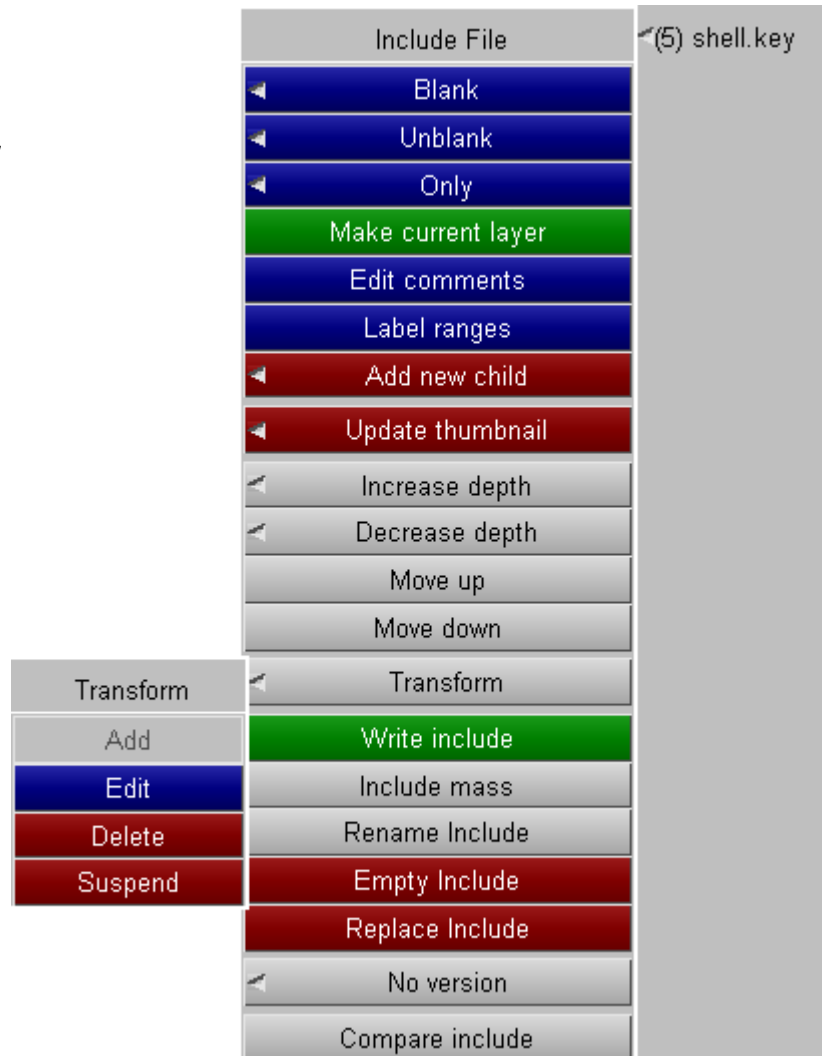 Include File
(5) shell.key
Blank
Unblank
Only
Make current layer
Edit comments
Label ranges
Add new child
Update thumbnail
Increase depth
Decrease depth
Move up
Move down
Transform
Write include
Include mass
Rename Include
Empty Include
Replace Include
No version
Compare include
Transform
Add
Edit
Delete
Suspend